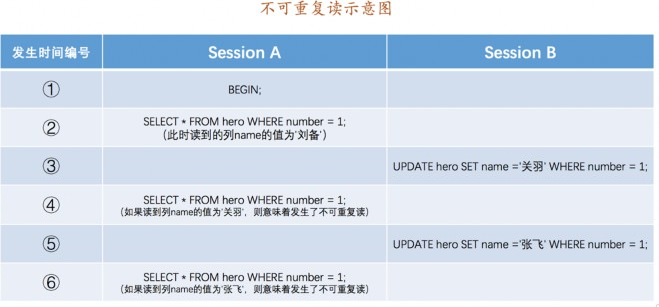 不可重复读示意图
发生时间编号 Session A Session B
① BEGIN;
② SELECT * FROM hero WHERE number = 1;
（此时读到的列name的值为'刘备'）
③ UPDATE hero SET name ='关羽' WHERE number = 1;
④ SELECT * FROM hero WHERE number = 1;
（如果读到列name的值为'关羽'，则意味着发生了不可重复读）
⑤ UPDATE hero SET name ='张飞' WHERE number = 1;
⑥ SELECT * FROM hero WHERE number = 1;
（如果读到列name的值为'张飞'，则意味着发生了不可重复读）